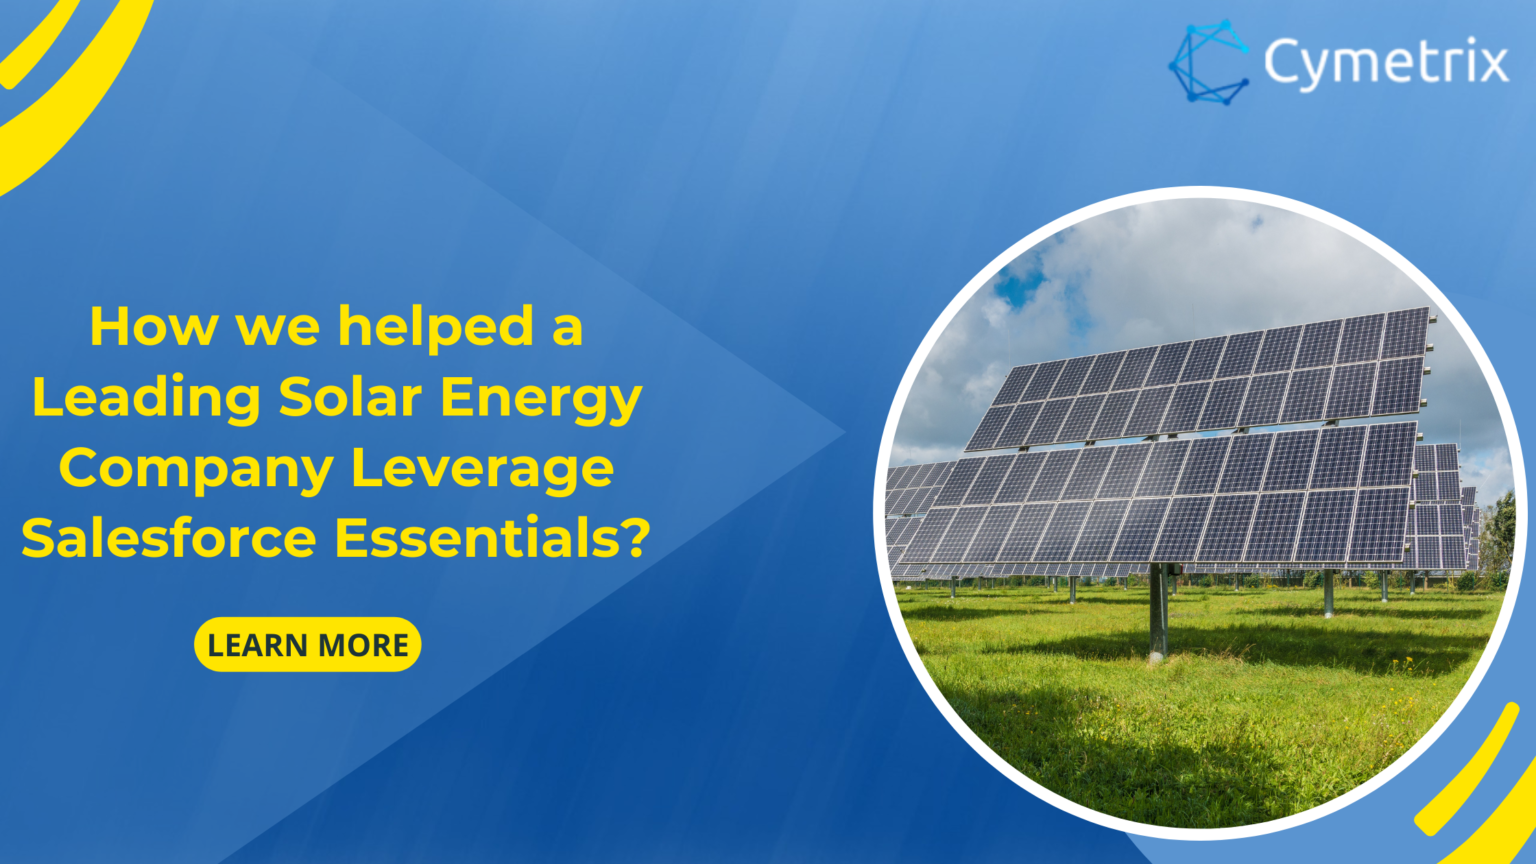 Cymetrix
How we helped a
Leading Solar Energy
Company Leverage
Salesforce Essentials?
LEARN MORE